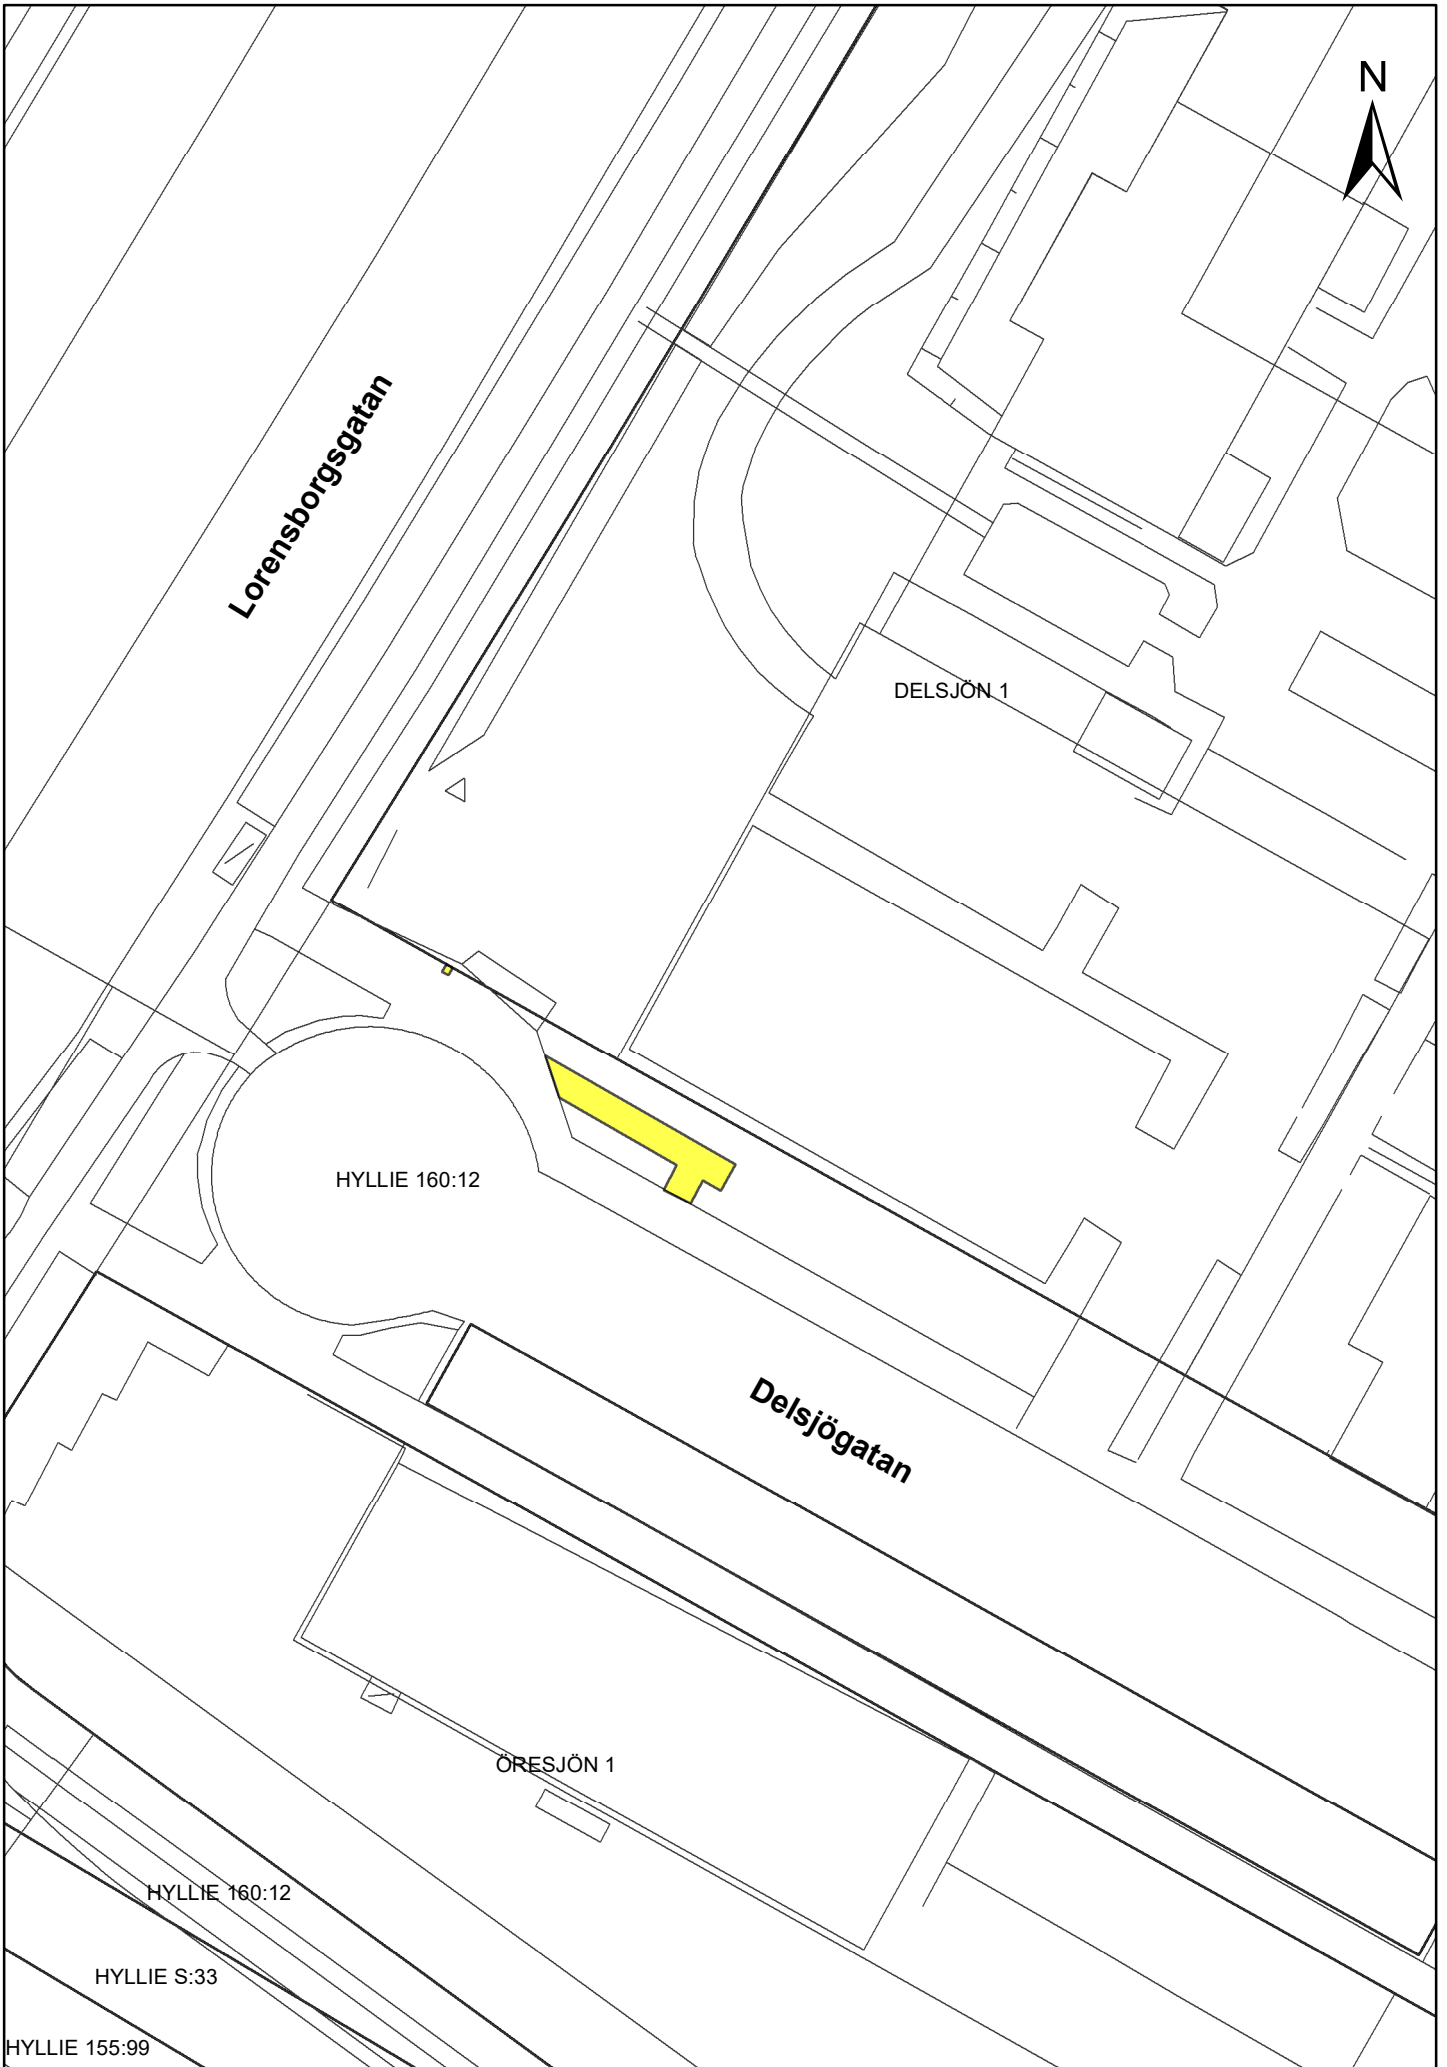 N
Lorensborgsgatan
DELSJÖN 1
HYLLIE 160:12
Delsjögatan
ÖRESJÖN 1
HYLLIE 160:12
HYLLIE S:33
HYLLIE 155:99